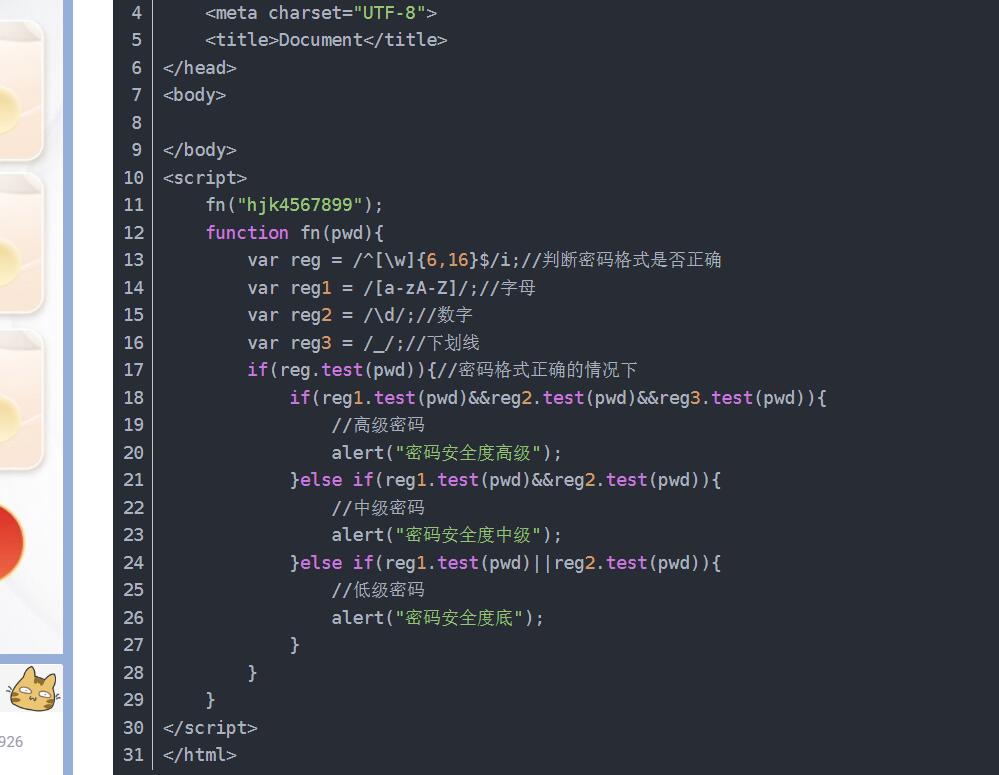 4 <meta charset="UTF-8">
5 <title>Document</title>
6 </head>
7 <body>
8
9 </body>
10 <script>
11 fn("hjk4567899");
12 function fn(pwd){
13 var reg = /^[\w]{6,16}$/i;//判断密码格式是否正确
14 var reg1 = /[a-zA-Z]/;//字母
15 var reg2 = /\d/;//数字
16 var reg3 = /_/;//下划线
17 if(reg.test(pwd)){//密码格式正确的情况下
18 if(reg1.test(pwd)&&reg2.test(pwd)&&reg3.test(pwd)){
19 //高级密码
20 alert("密码安全度高级");
21 }else if(reg1.test(pwd)&&reg2.test(pwd)){
22 //中级密码
23 alert("密码安全度中级");
24 }else if(reg1.test(pwd)||reg2.test(pwd)){
25 //低级密码
26 alert("密码安全度底");
27 }
28 }
29 }
30 </script>
31 </html>
926